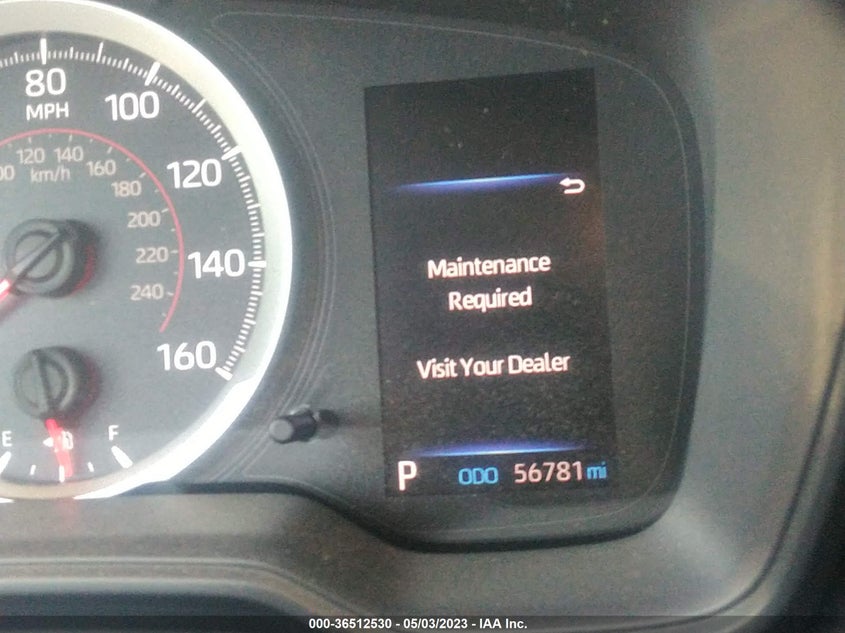 80
MPH
100
120
140
160
120 140 160
km/h
180
200
220
240
E
F
Maintenance
Required
Visit Your Dealer
P ODO 56781 mi
000-36512530 - 05/03/2023 - IAA Inc.